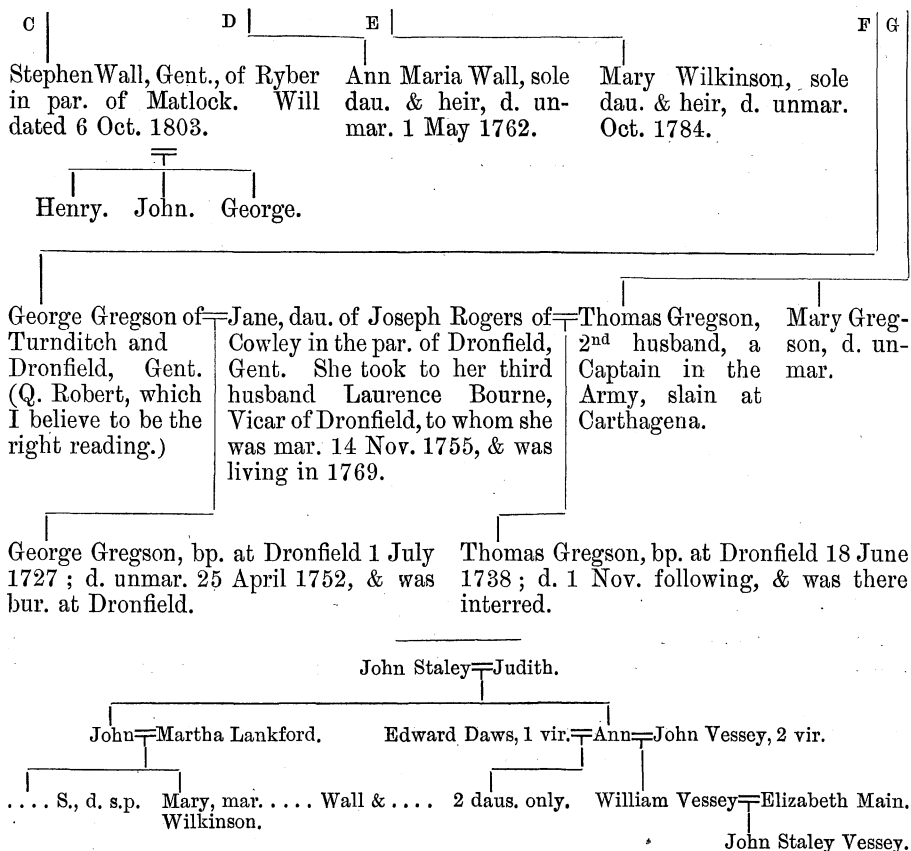 C D E F G
Stephen Wall, Gent., of Ryber
in par. of Matlock. Will
dated 6 Oct. 1803.
Ann Maria Wall, sole
dau. & heir, d. un-
mar. 1 May 1762.
Mary Wilkinson, sole
dau. & heir, d. unmar.
Oct. 1784.
Henry. John. George.
George Gregson of
Turnditch and
Dronfield, Gent.
(Q. Robert, which
I believe to be the
right reading.)
Jane, dau. of Joseph Rogers of
Cowley in the par. of Dronfield,
Gent. She took to her third
husband Laurence Bourne,
Vicar of Dronfield, to whom she
was mar. 14 Nov. 1755, & was
living in 1769.
Thomas Gregson,
2nd husband, a
Captain in the
Army, slain at
Carthagena.
Mary Greg-
son, d. un-
mar.
George Gregson, bp. at Dronfield 1 July
1727 ; d. unmar. 25 April 1752, & was
bur. at Dronfield.
Thomas Gregson, bp. at Dronfield 18 June
1738 ; d. 1 Nov. following, & was there
interred.
John Staley Judith.
John Martha Lankford. Edward Daws, 1 vir. Ann John Vessey, 2 vir.
.... S., d. s.p. Mary, mar. .... Wall & .... 2 daus. only. William Vessey Elizabeth Main.
Wilkinson.
John Staley Vessey.